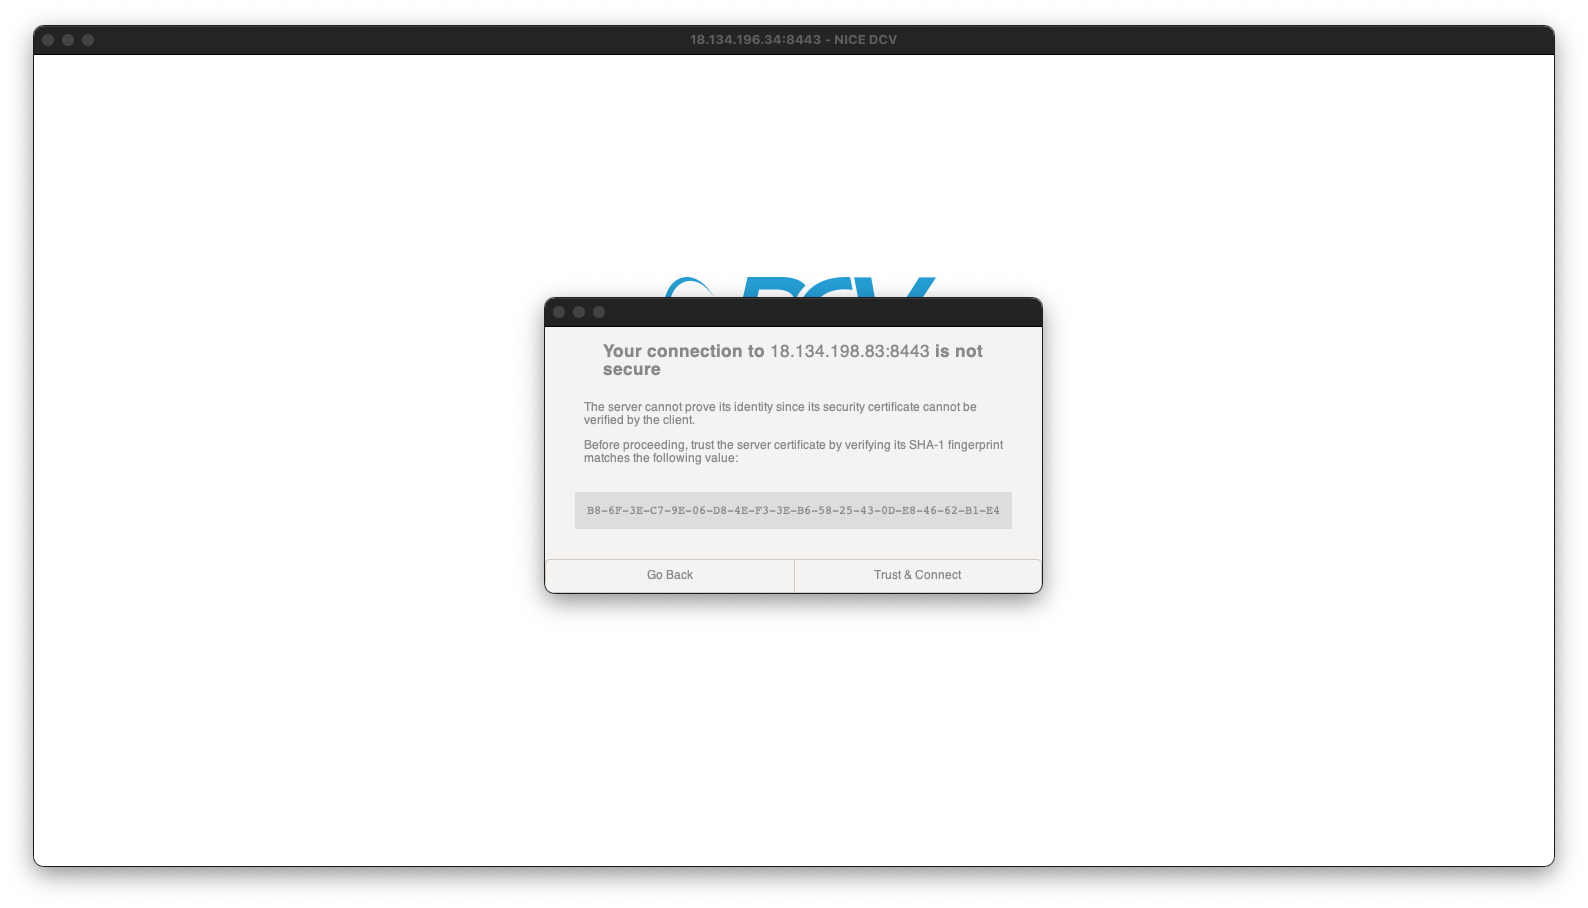 18.134.196.34:8443 - NICE DCV
DCV
Your connection to 18.134.198.83:8443 is not
secure
The server cannot prove its identity since its security certificate cannot be
verified by the client.
Before proceeding, trust the server certificate by verifying its SHA-1 fingerprint
matches the following value:
B8-6F-3E-C7-9E-06-D8-4E-F3-3E-B6-58-25-43-0D-E8-46-62-B1-E4
Go Back
Trust & Connect